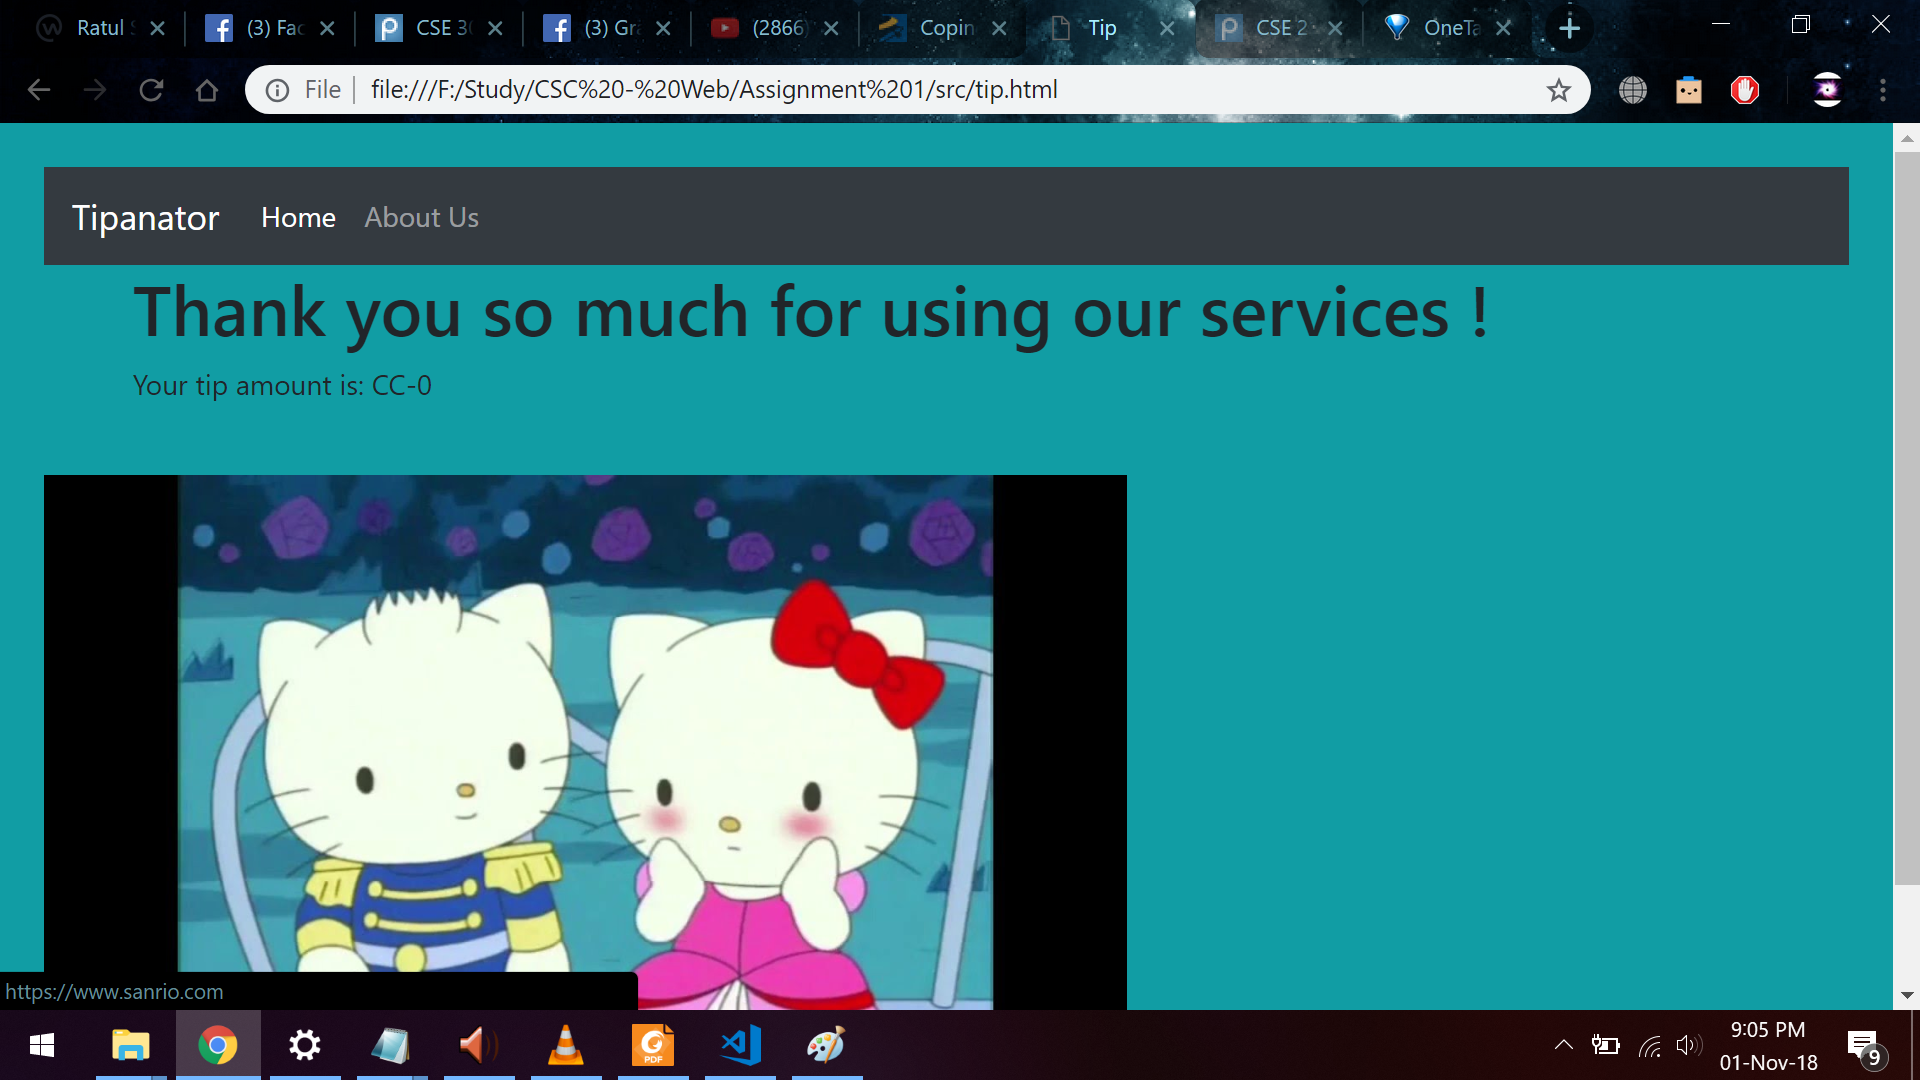 Ratul
(3) Fac
CSE 30
(3) Gr
(2866)
Copin
Tip
CSE 2
OneTa
File
file:///F:/Study/CSC%20-%20Web/Assignment%201/src/tip.html
Tipanator Home About Us
Thank you so much for using our services !
Your tip amount is: CC-0
https://www.sanrio.com
PDF
9:05 PM
01-Nov-18
9